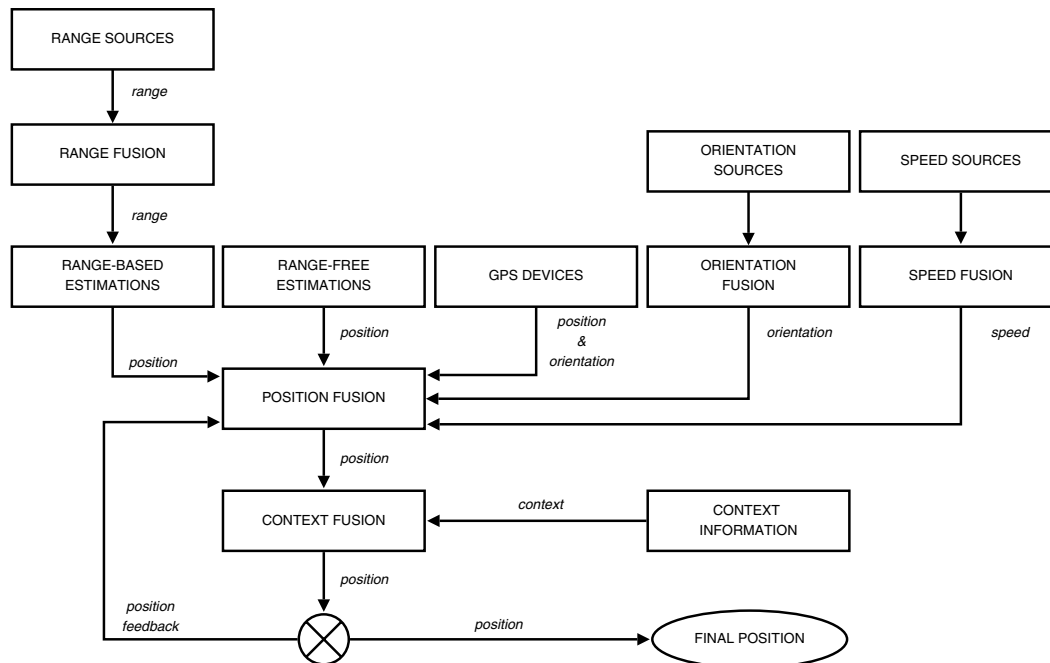 RANGE SOURCES
range
RANGE FUSION
ORIENTATION
SOURCES
SPEED SOURCES
range
RANGE-BASED
ESTIMATIONS
RANGE-FREE
ESTIMATIONS
GPS DEVICES
ORIENTATION
FUSION
SPEED FUSION
position
position
position
&
orientation
orientation
speed
POSITION FUSION
position
CONTEXT FUSION
context
CONTEXT
INFORMATION
position
position
feedback
position
FINAL POSITION